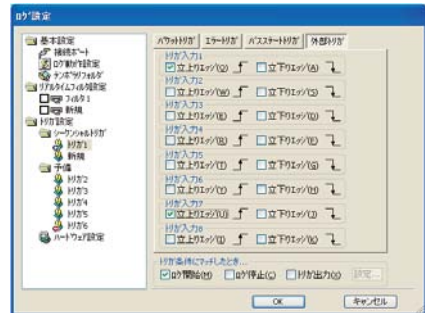 ログ設定
基本設定
接続ポート
ログ動作設定
テンポラリフォルダ
リアルタイムフィルタ設定
フィルタ1
新規
トリガ設定
シーケンシャルトリガ
トリガ1
新規
予備
トリガ2
トリガ3
トリガ4
トリガ5
トリガ6
ハードウェア設定
パケットトリガ エラートリガ バスステートトリガ 外部トリガ
トリガ入力1
立上りエッジ(Q) 立下りエッジ(A)
トリガ入力2
立上りエッジ(W) 立下りエッジ(S)
トリガ入力3
立上りエッジ(E) 立下りエッジ(D)
トリガ入力4
立上りエッジ(R) 立下りエッジ(F)
トリガ入力5
立上りエッジ(T) 立下りエッジ(G)
トリガ入力6
立上りエッジ(Y) 立下りエッジ(H)
トリガ入力7
立上りエッジ(U) 立下りエッジ(J)
トリガ入力8
立上りエッジ(I) 立下りエッジ(K)
トリガ条件にマッチしたとき...
ログ開始(M) ログ停止(C) トリガ出力(X) 設定...
OK キャンセル